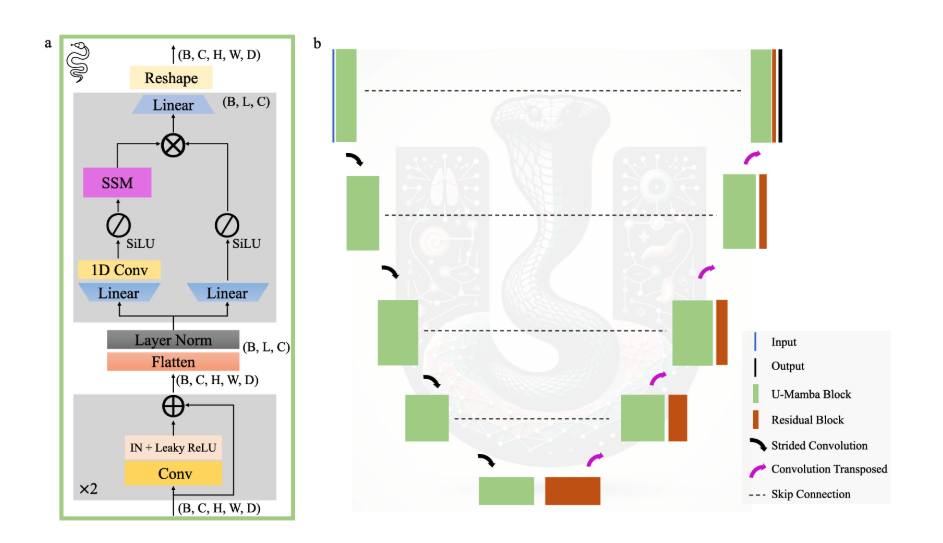 a
(B, C, H, W, D)
Reshape
Linear
(B, L, C)
SSM
SiLU
SiLU
1D Conv
Linear
Linear
Layer Norm
(B, L, C)
Flatten
(B, C, H, W, D)
IN + Leaky ReLU
Conv
×2
(B, C, H, W, D)
b
Input
Output
U-Mamba Block
Residual Block
Strided Convolution
Convolution Transposed
Skip Connection